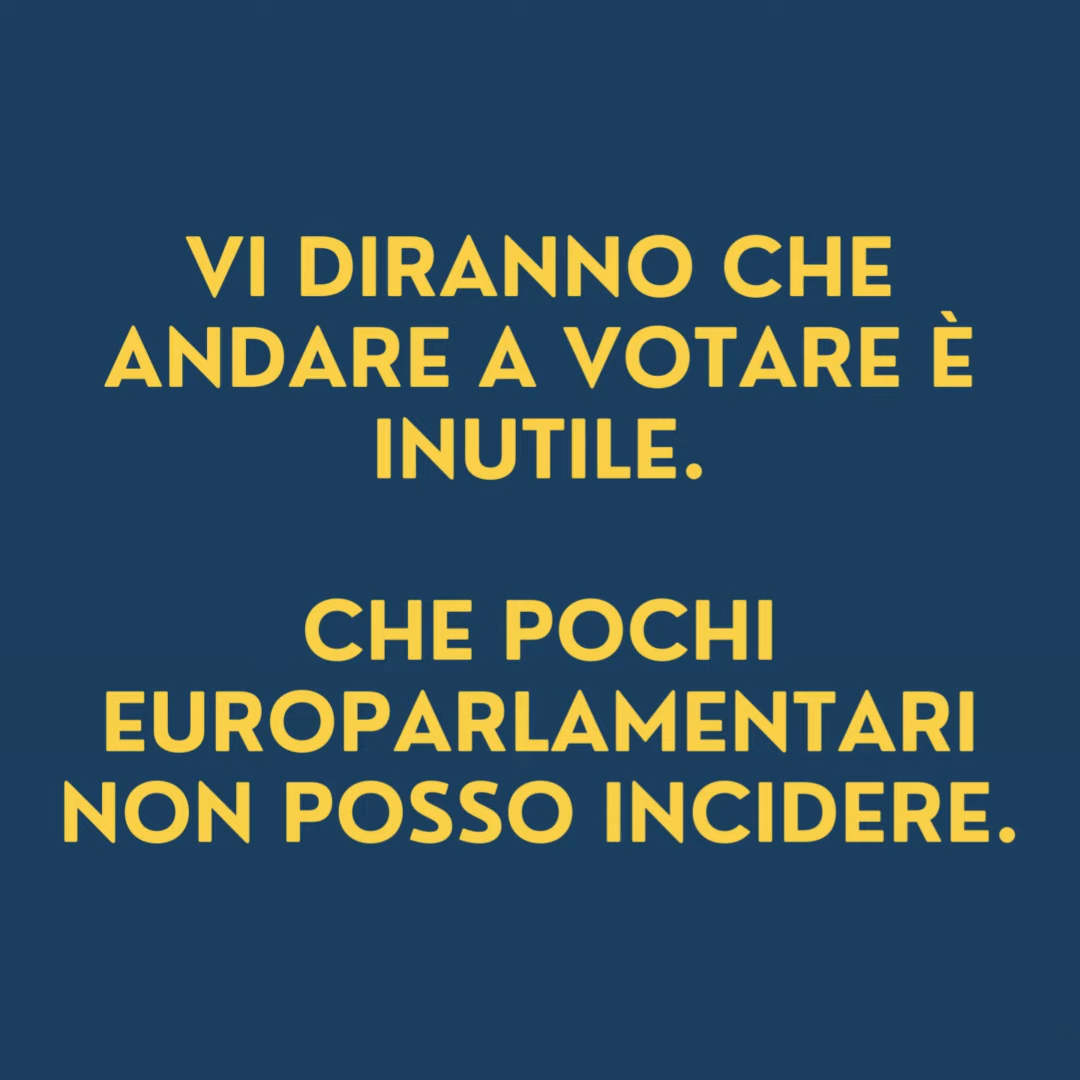 VI DIRANNO CHE
ANDARE A VOTARE È
INUTILE.
CHE POCHI
EUROPARLAMENTARI
NON POSSO INCIDERE.